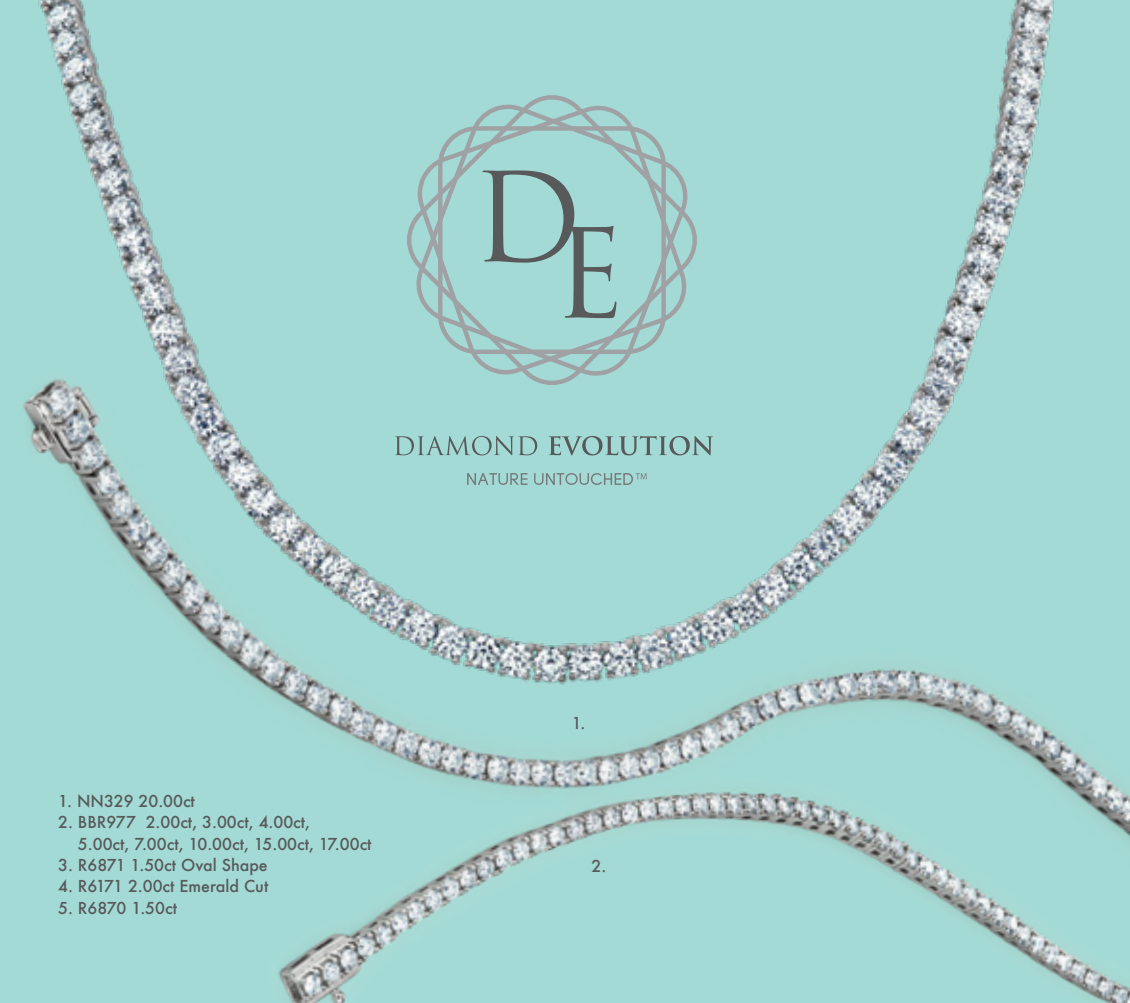 DE
DIAMOND EVOLUTION
NATURE UNTOUCHED™
1.
1. NN329 20.00ct
2. BBR977 2.00ct, 3.00ct, 4.00ct,
5.00ct, 7.00ct, 10.00ct, 15.00ct, 17.00ct
3. R6871 1.50ct Oval Shape
4. R6171 2.00ct Emerald Cut
5. R6870 1.50ct
2.